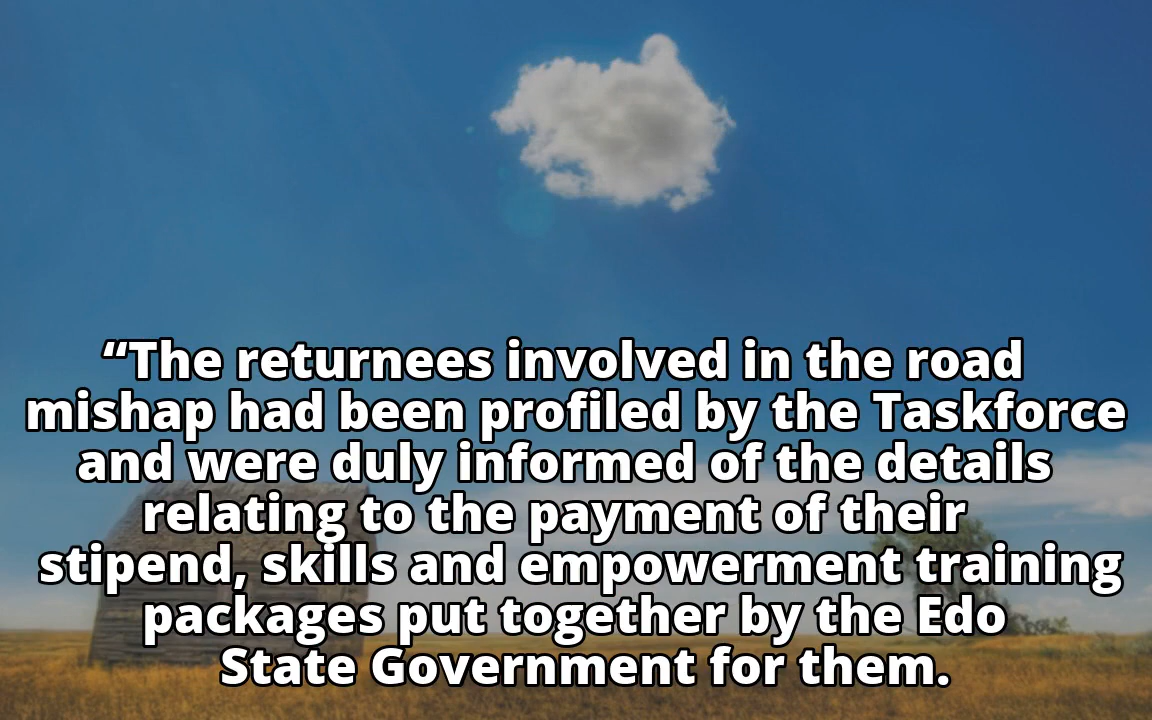 “The returnees involved in the road
mishap had been profiled by the Taskforce
and were duly informed of the details
relating to the payment of their
stipend, skills and empowerment training
packages put together by the Edo
State Government for them.